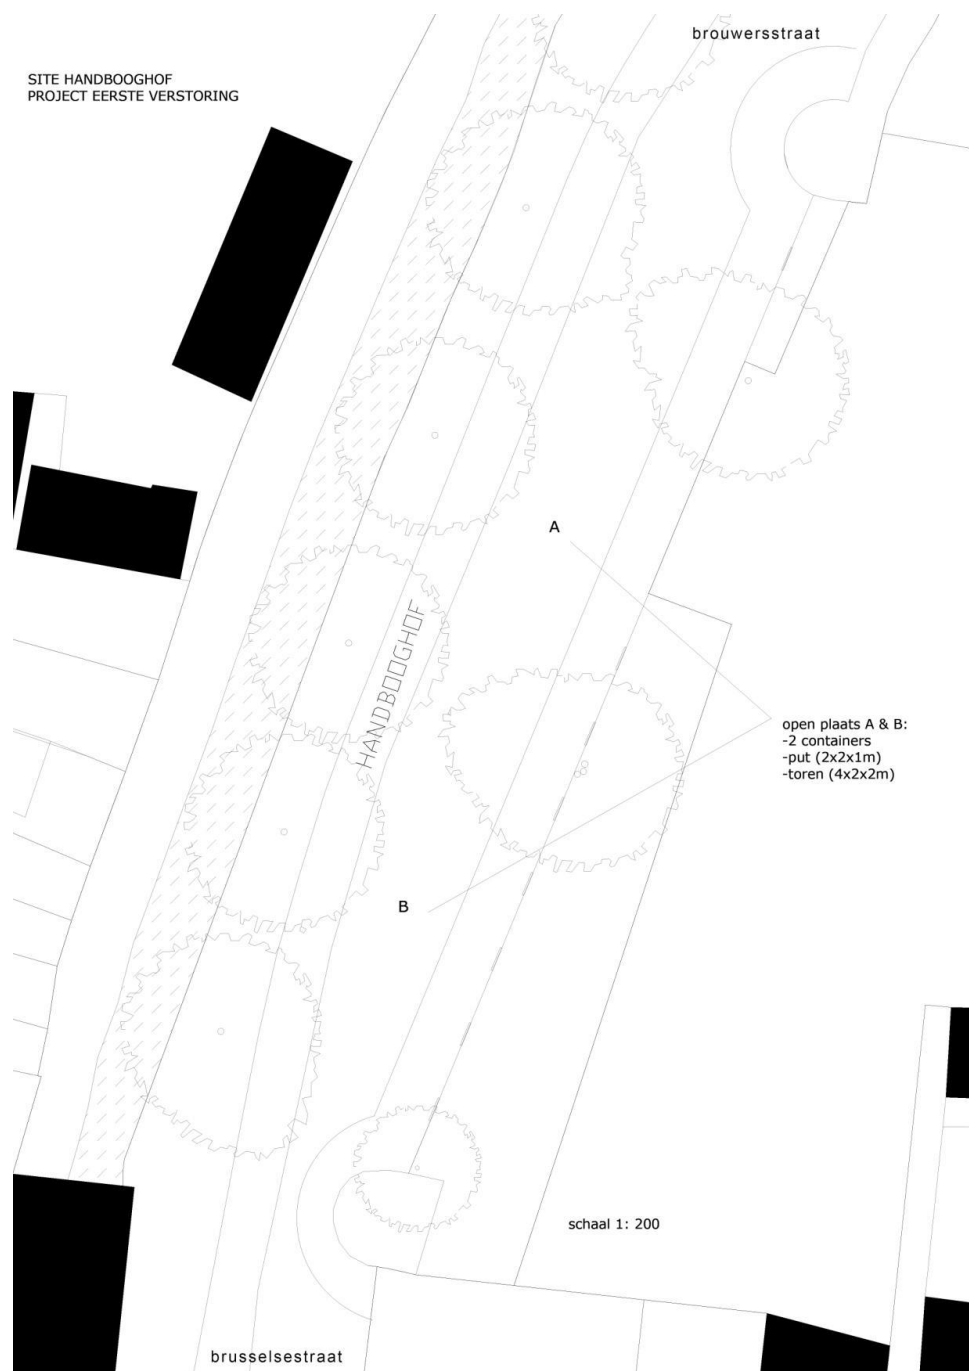 brouwersstraat
SITE HANDBOOGHOF
PROJECT EERSTE VERSTORING
A
HANDBOOGHOF
open plaats A & B:
-2 containers
-put (2x2x1m)
-toren (4x2x2m)
B
schaal 1: 200
brusselsestraat